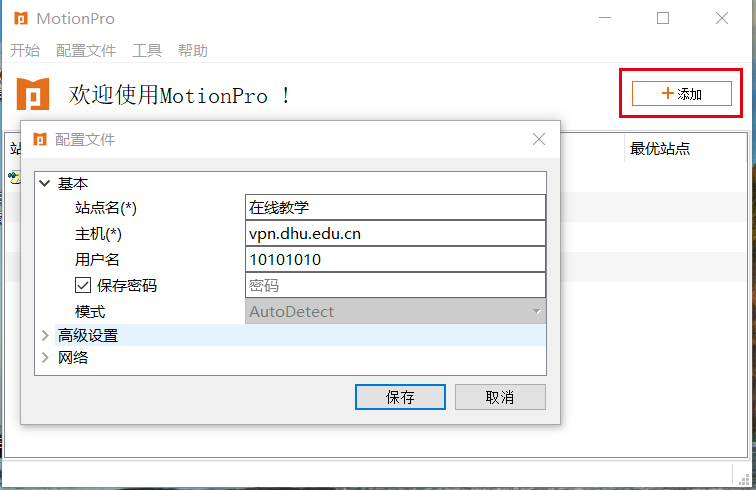 MotionPro
开始 配置文件 工具 帮助
欢迎使用MotionPro !
添加
站
最优站点
配置文件
基本
站点名(*) 在线教学
主机(*) vpn.dhu.edu.cn
用户名 10101010
保存密码 密码
模式 AutoDetect
高级设置
网络
保存 取消